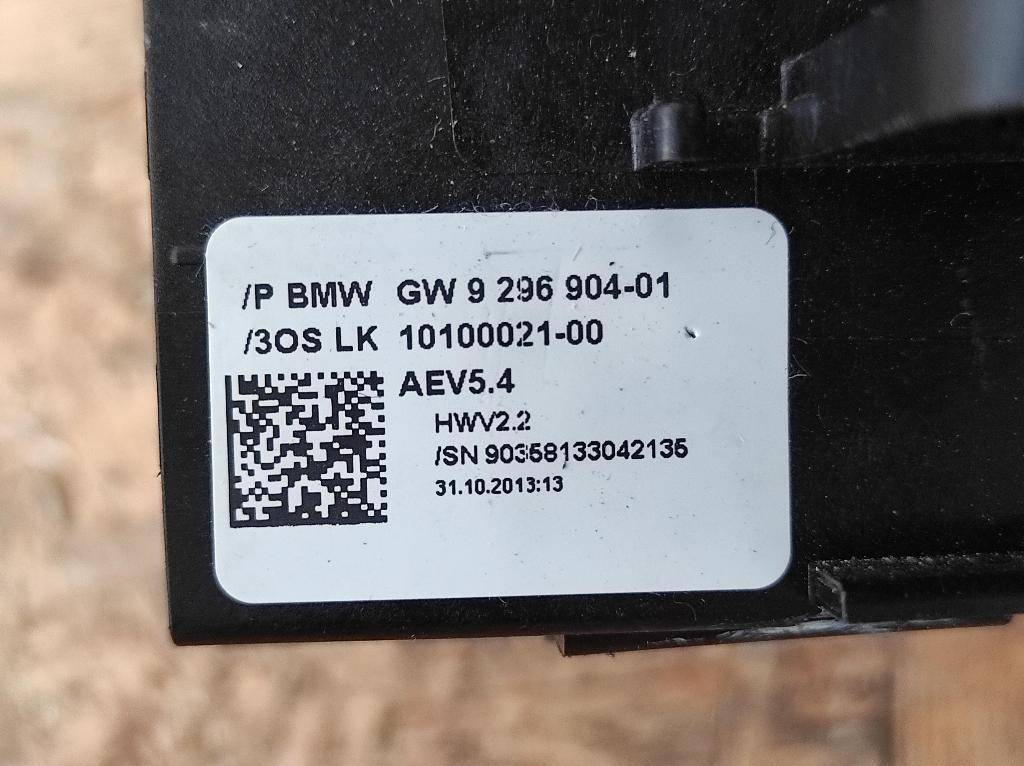 /P BMW GW 9 296 904-01
/3OS LK 10100021-00
AEV5.4
HWV2.2
/SN 90358133042135
31.10.2013:13